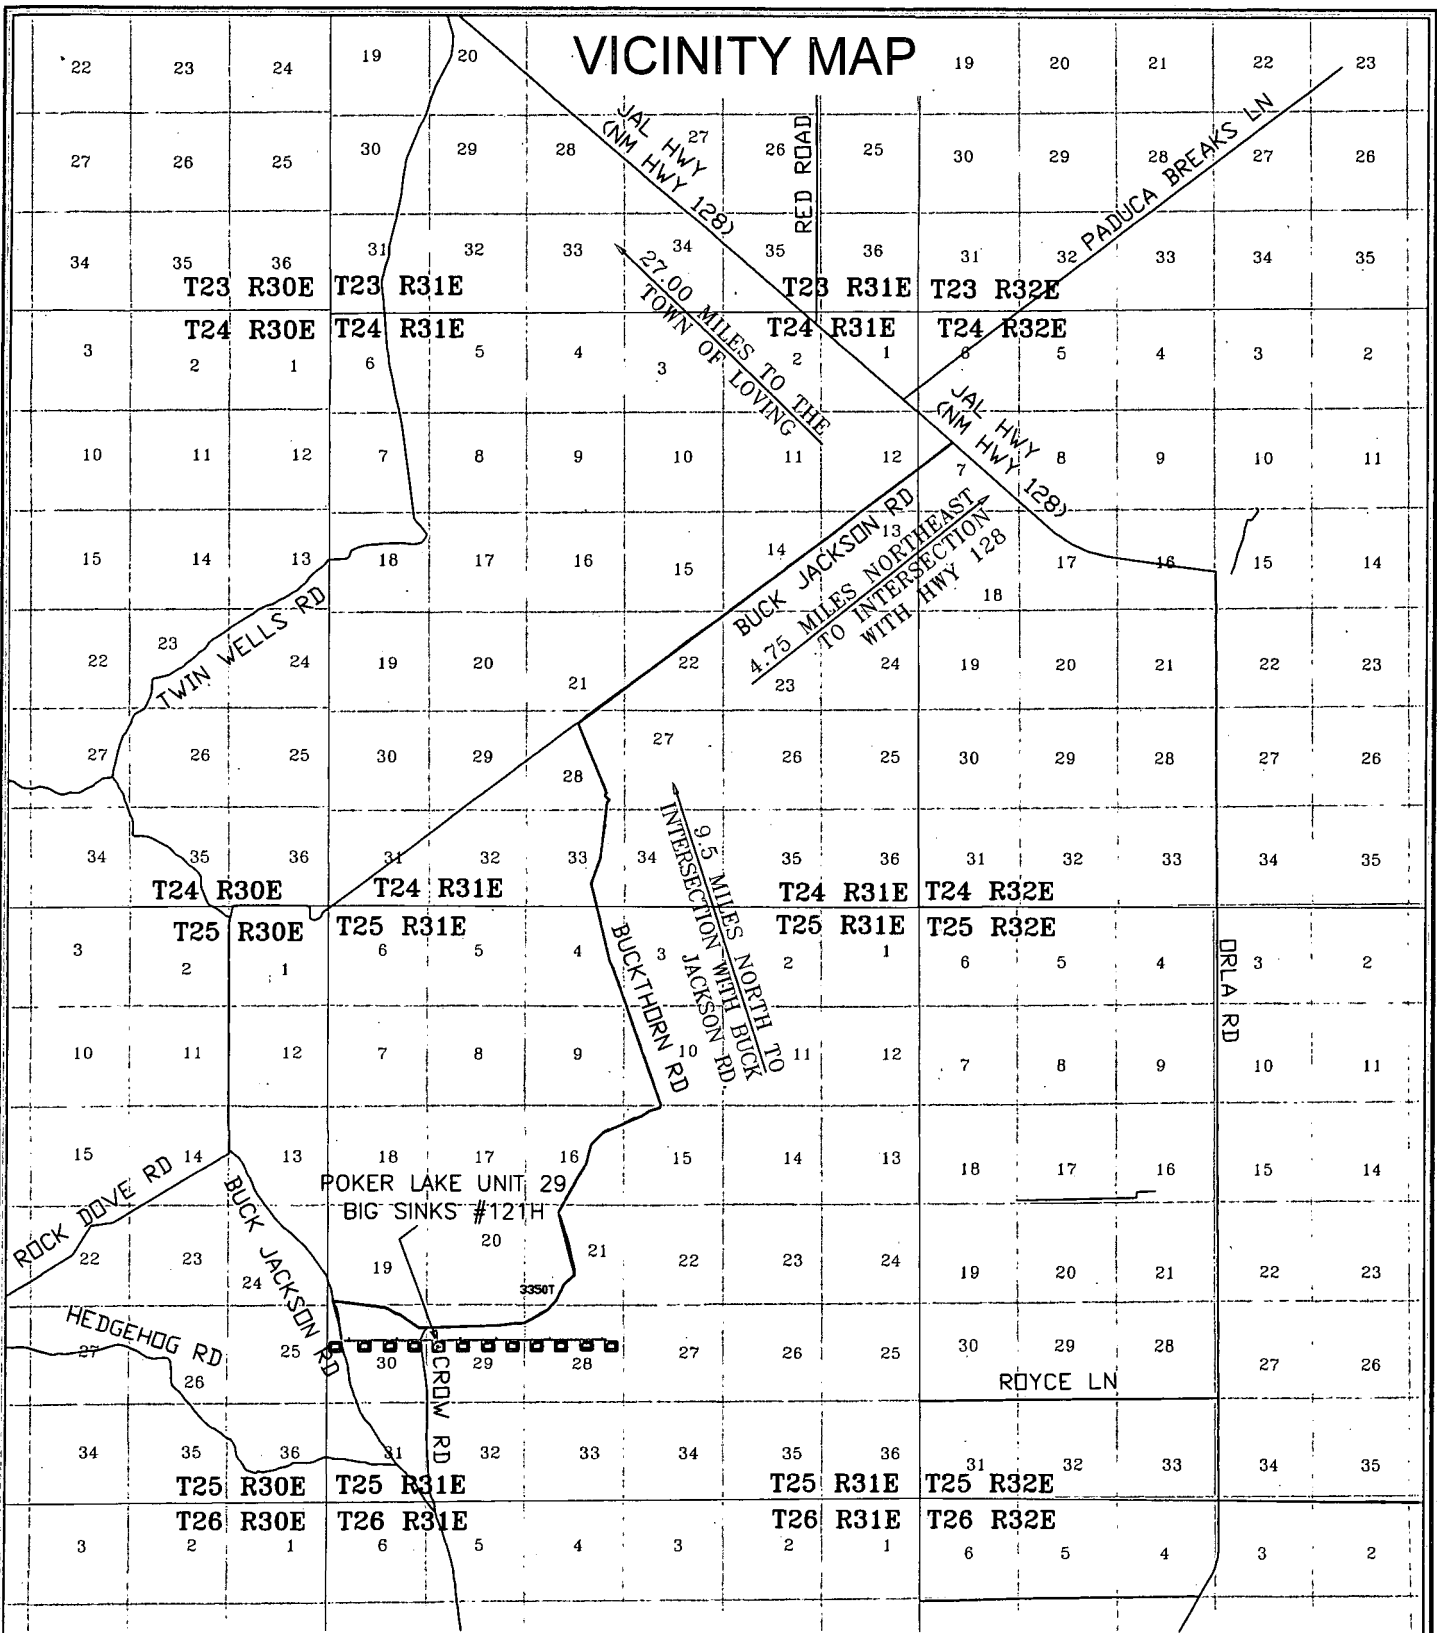 VICINITY MAP
22 23 24 19 20 19 20 21 22 23
JAL HWY
(NM HWY 128)
RED ROAD
PADUCA BREAKS LN
27 26 25 30 29 28 27 26 25 30 29 28 27 26
34 35 36 31 32 33 34 35 36 31 32 33 34 35
T23 R30E T23 R31E T23 R31E T23 R32E
27.00 MILES TO THE
TOWN OF LOVING
T24 R30E T24 R31E T24 R31E T24 R32E
3 2 1 6 5 4 3 2 1 6 5 4 3 2
JAL HWY
(NM HWY 128)
10 11 12 7 8 9 10 11 12 7 8 9 10 11
BUCK JACKSON RD
4.75 MILES NORTHEAST
TO INTERSECTION
WITH HWY 128
15 14 13 18 17 16 15 14 13 18 17 16 15 14
TWIN WELLS RD
22 23 24 19 20 21 22 23 24 19 20 21 22 23
27 26 25 30 29 28 27 26 25 30 29 28 27 26
9.5 MILES NORTH TO
INTERSECTION WITH BUCK
JACKSON RD.
34 35 36 31 32 33 34 35 36 31 32 33 34 35
T24 R30E T24 R31E T24 R31E T24 R32E
T25 R30E T25 R31E T25 R31E T25 R32E
BUCKTHORN RD
ORLA RD
3 2 1 6 5 4 3 2 1 6 5 4 3 2
10 11 12 7 8 9 10 11 12 7 8 9 10 11
15 14 13 18 17 16 15 14 13 18 17 16 15 14
ROCK DOVE RD
BUCK JACKSON RD
POKER LAKE UNIT 29
BIG SINKS #121H
22 23 24 19 20 21 22 23 24 19 20 21 22 23
3350T
HEDGEHOG RD
27 26 25 30 29 28 27 26 25 30 29 28 27 26
CROW RD
ROYCE LN
34 35 36 31 32 33 34 35 36 31 32 33 34 35
T25 R30E T25 R31E T25 R31E T25 R32E
T26 R30E T26 R31E T26 R31E T26 R32E
3 2 1 6 5 4 3 2 1 6 5 4 3 2